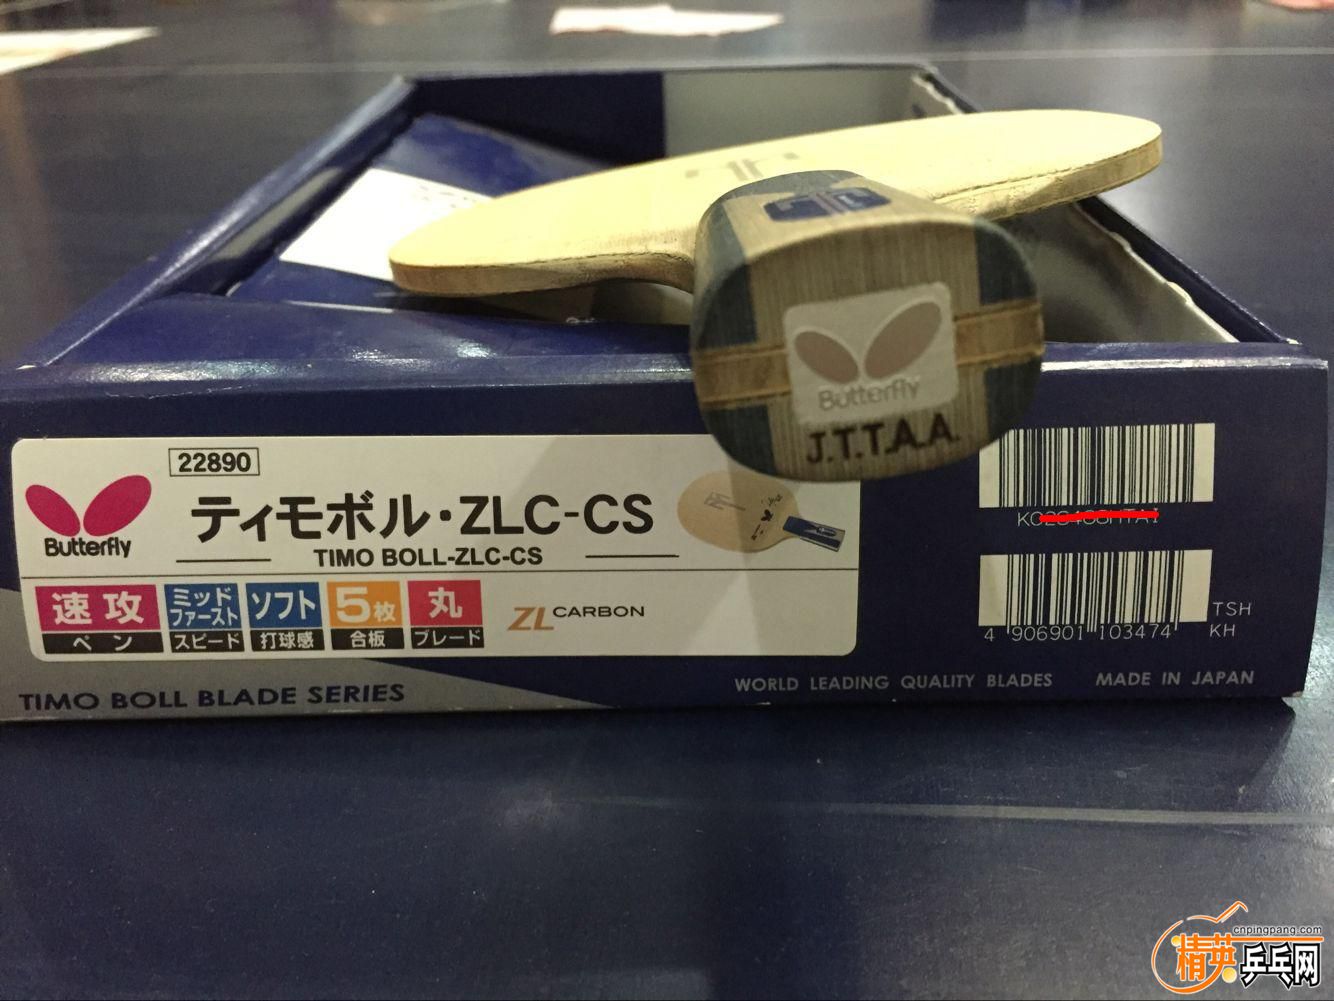 Butterfly
J.T.T.A.A.
22890
ティモボル・ZLC-CS
TIMO BOLL-ZLC-CS
Butterfly
速攻
ペン
ミッド
ファースト
スピード
ソフト
打球感
5枚
合板
丸
ブレード
ZL CARBON
4 906901 103474
TSH
KH
TIMO BOLL BLADE SERIES
WORLD LEADING QUALITY BLADES MADE IN JAPAN
cnpingpang.com
精英乒乓网